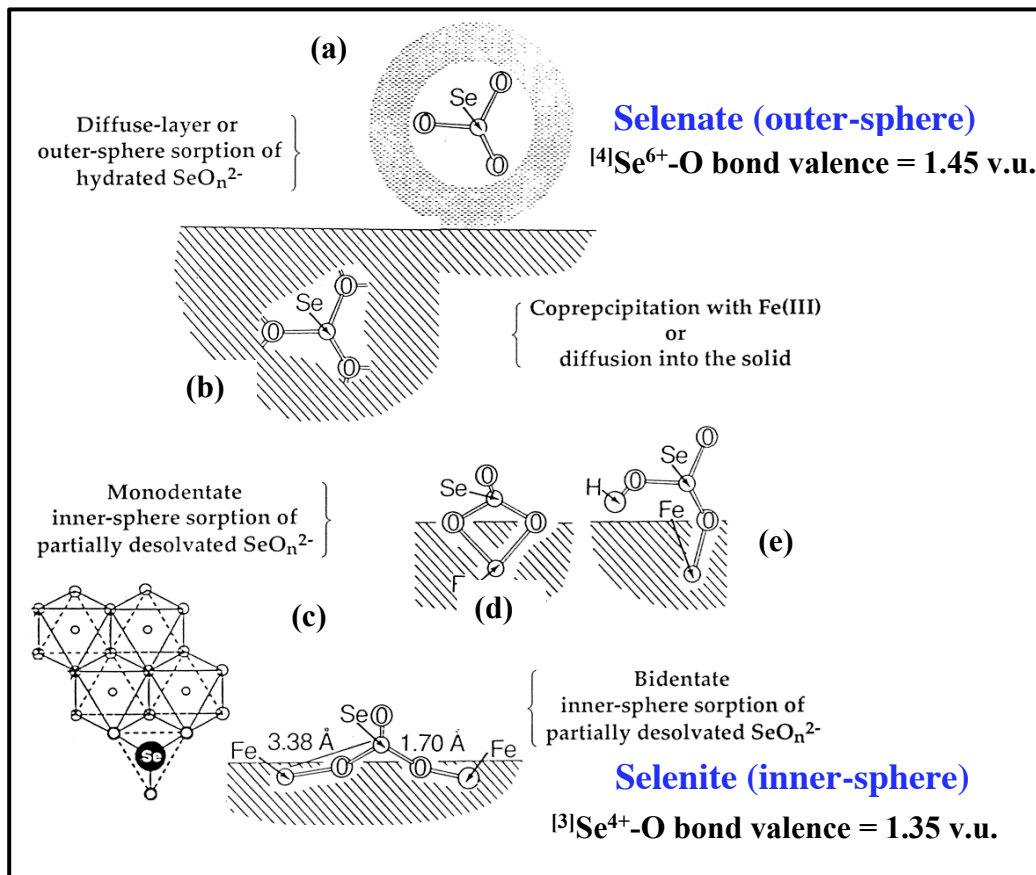 (a)
O
Se
O
O
Diffuse-layer or
outer-sphere sorption of
hydrated SeOn2-
Selenate (outer-sphere)
[4]Se6+-O bond valence = 1.45 v.u.
O
Se
O
O
(b)
Coprepcipitation with Fe(III)
or
diffusion into the solid
Monodentate
inner-sphere sorption of
partially desolvated SeOn2-
O
Se
O
O
F
(d)
O
Se
H
O
Fe
O
(e)
(c)
Se
Bidentate
inner-sphere sorption of
partially desolvated SeOn2-
Se
O
Fe
3.38 Å
1.70 Å
Fe
O
O
Selenite (inner-sphere)
[3]Se4+-O bond valence = 1.35 v.u.